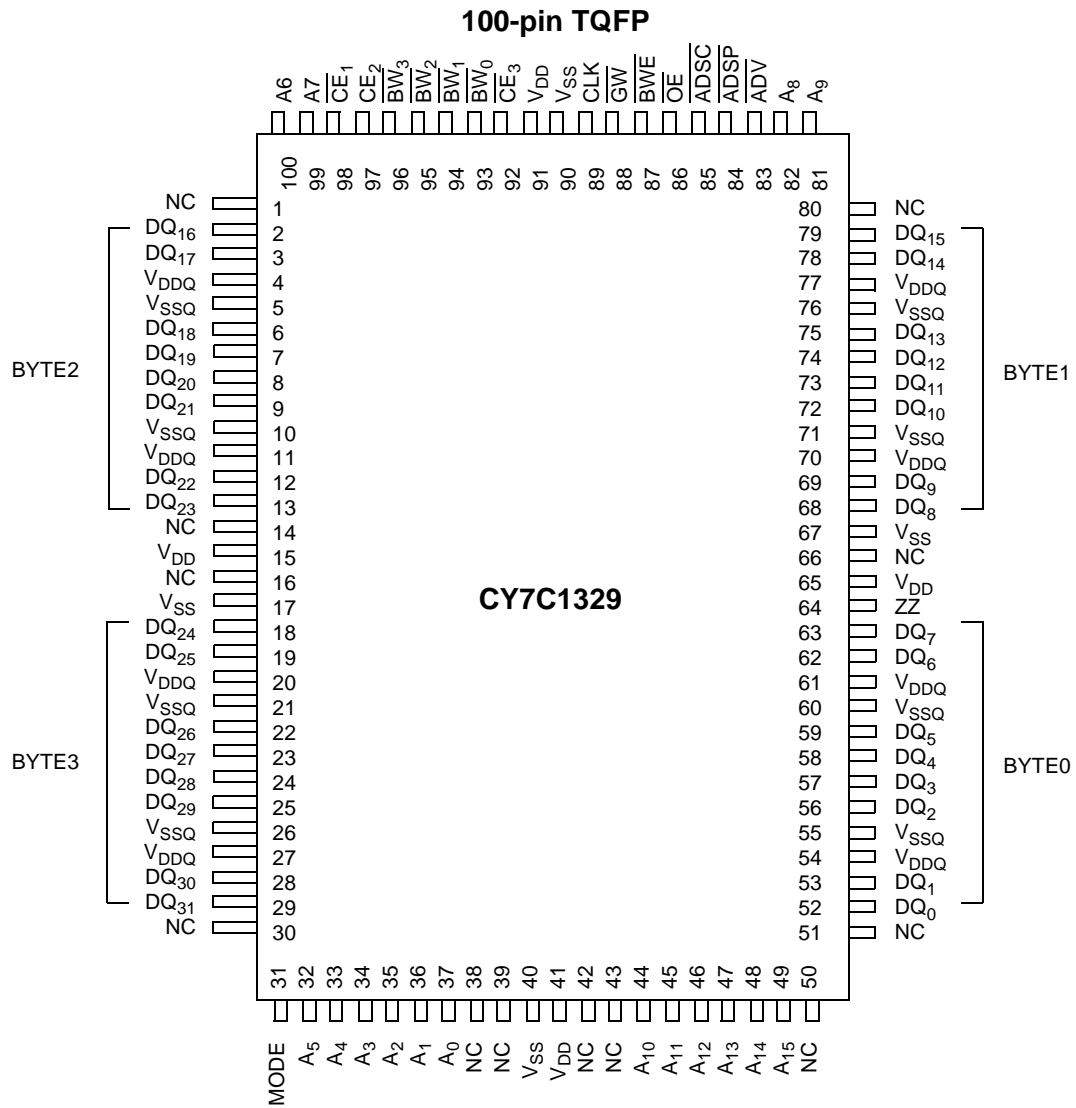 100-pin TQFP
A6
A7
CE1
CE2
BW3
BW2
BW1
BW0
CE3
VDD
VSS
CLK
GW
BWE
OE
ADSC
ADSP
ADV
A8
A9
100
99
98
97
96
95
94
93
92
91
90
89
88
87
86
85
84
83
82
81
NC 1
DQ16 2
DQ17 3
VDDQ 4
VSSQ 5
DQ18 6
DQ19 7
DQ20 8
DQ21 9
VSSQ 10
VDDQ 11
DQ22 12
DQ23 13
NC 14
VDD 15
NC 16
VSS 17
DQ24 18
DQ25 19
VDDQ 20
VSSQ 21
DQ26 22
DQ27 23
DQ28 24
DQ29 25
VSSQ 26
VDDQ 27
DQ30 28
DQ31 29
NC 30
BYTE2
BYTE3
CY7C1329
80 NC
79 DQ15
78 DQ14
77 VDDQ
76 VSSQ
75 DQ13
74 DQ12
73 DQ11
72 DQ10
71 VSSQ
70 VDDQ
69 DQ9
68 DQ8
67 VSS
66 NC
65 VDD
64 ZZ
63 DQ7
62 DQ6
61 VDDQ
60 VSSQ
59 DQ5
58 DQ4
57 DQ3
56 DQ2
55 VSSQ
54 VDDQ
53 DQ1
52 DQ0
51 NC
BYTE1
BYTE0
31
32
33
34
35
36
37
38
39
40
41
42
43
44
45
46
47
48
49
50
MODE
A5
A4
A3
A2
A1
A0
NC
NC
VSS
VDD
NC
NC
A10
A11
A12
A13
A14
A15
NC